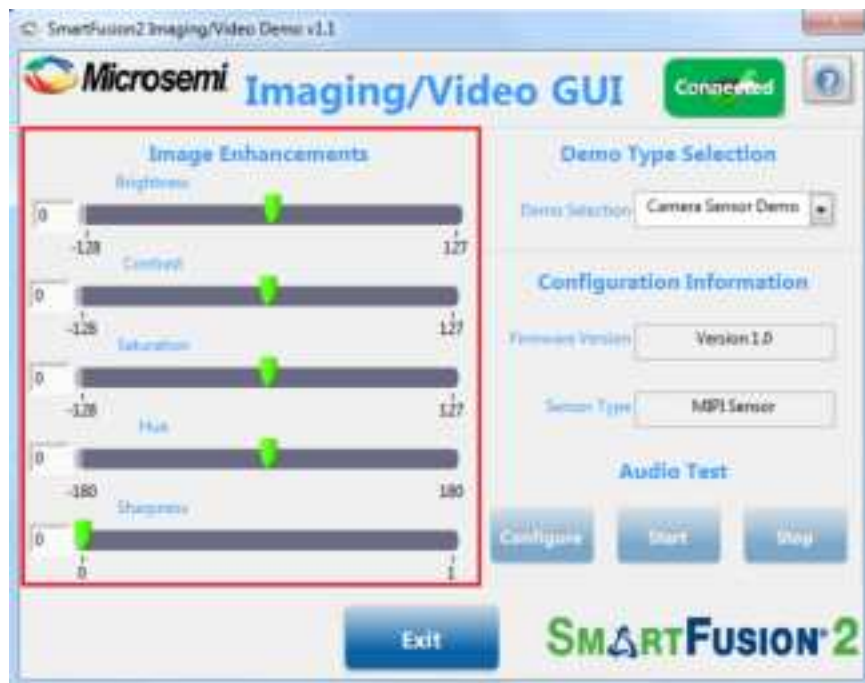 SmartFusion2 Imaging/Video Demo v1.1
Microsemi
Imaging/Video GUI
Connected
?
Image Enhancements
Brightness
0
-128
127
Contrast
0
-128
127
Saturation
0
-128
127
Hue
0
-180
180
Sharpness
0
0
1
Demo Type Selection
Demo Selection
Camera Sensor Demo
Configuration Information
Firmware Version
Version 1.0
Sensor Type
MIPI Sensor
Audio Test
Configure
Start
Stop
Exit
SMARTFUSION®2